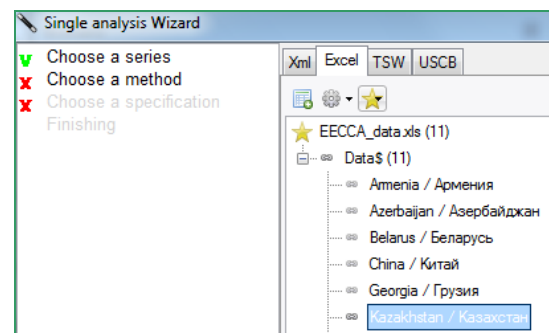 Single analysis Wizard
v Choose a series
x Choose a method
x Choose a specification
Finishing
Xml Excel TSW USCB
EECCA_data.xls (11)
Data$ (11)
Armenia / Армения
Azerbaijan / Азербайджан
Belarus / Беларусь
China / Китай
Georgia / Грузия
Kazakhstan / Казахстан